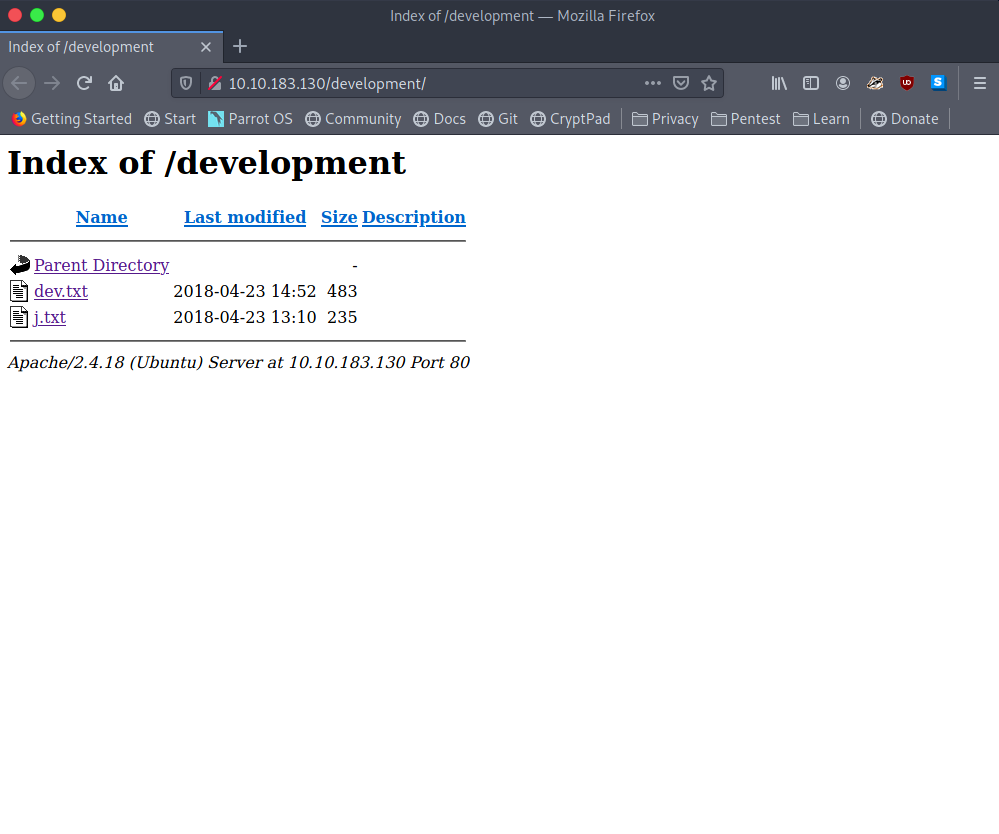 Index of /development — Mozilla Firefox
Index of /development
10.10.183.130/development/
Getting Started Start Parrot OS Community Docs Git CryptPad Privacy Pentest Learn Donate
Index of /development
Name Last modified Size Description
Parent Directory -
dev.txt 2018-04-23 14:52 483
j.txt 2018-04-23 13:10 235
Apache/2.4.18 (Ubuntu) Server at 10.10.183.130 Port 80